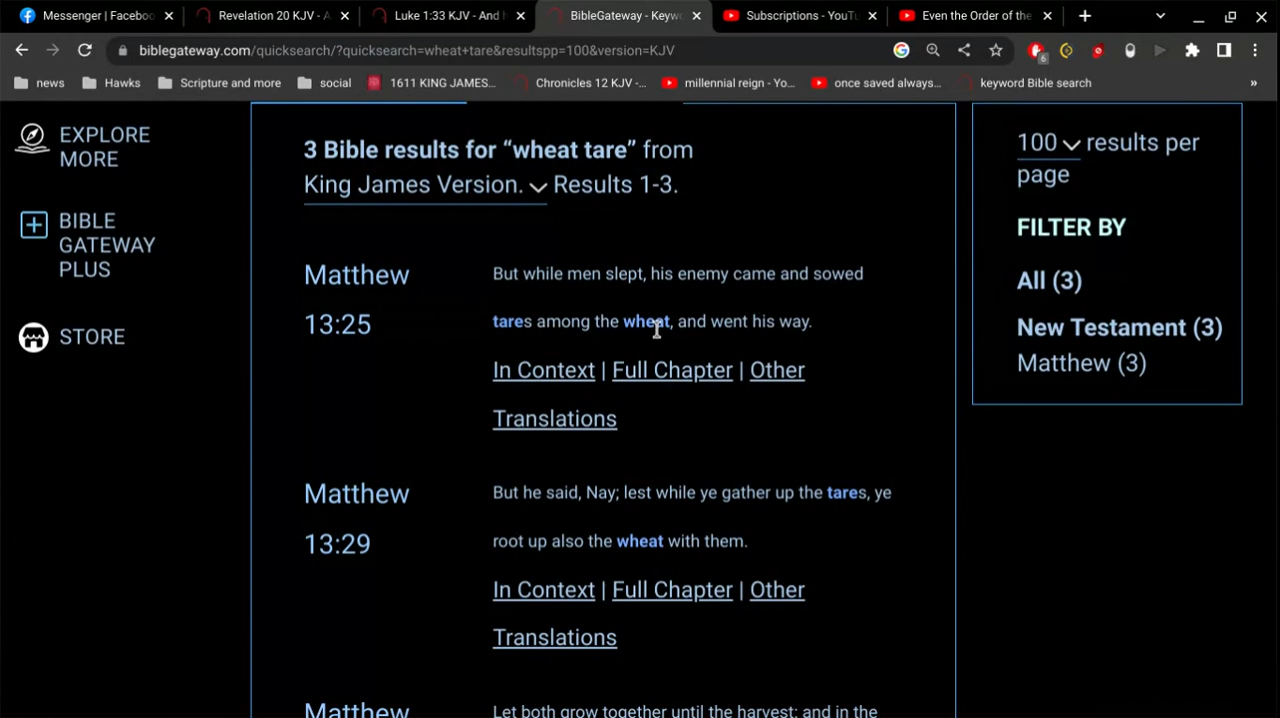 Messenger | Faceboo
Revelation 20 KJV - A
Luke 1:33 KJV - And h
BibleGateway - Keywo
Subscriptions - YouTu
Even the Order of the
biblegateway.com/quicksearch/?quicksearch=wheat+tare&resultspp=100&version=KJV
6
news
Hawks
Scripture and more
social
1611 KING JAMES...
Chronicles 12 KJV -...
millennial reign - Yo...
once saved always...
keyword Bible search
»
EXPLORE
MORE
BIBLE
GATEWAY
PLUS
STORE
3 Bible results for “wheat tare” from
King James Version. Results 1-3.
Matthew
13:25
But while men slept, his enemy came and sowed
tares among the wheat, and went his way.
In Context | Full Chapter | Other
Translations
Matthew
13:29
But he said, Nay; lest while ye gather up the tares, ye
root up also the wheat with them.
In Context | Full Chapter | Other
Translations
Matthew
Let both grow together until the harvest: and in the
100 results per
page
FILTER BY
All (3)
New Testament (3)
Matthew (3)